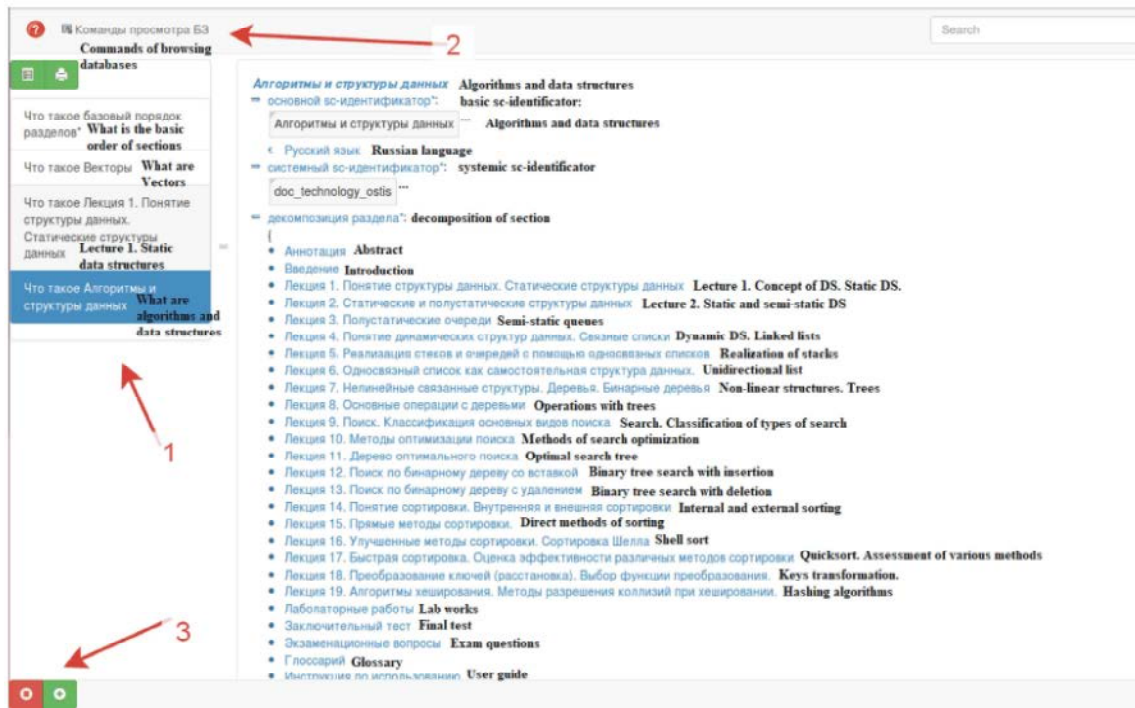 ? Команды просмотра БЗ
2
Search
Commands of browsing
databases
Что такое базовый порядок
разделов* What is the basic
order of sections
Что такое Векторы What are
Vectors
Что такое Лекция 1. Понятие
структуры данных.
Статические структуры
данных Lecture 1. Static
data structures
Что такое Алгоритмы и
структуры данных What are
algorithms and
data structures
1
3
Алгоритмы и структуры данных Algorithms and data structures
основной sc-идентификатор*: basic sc-identificator:
Алгоритмы и структуры данных Algorithms and data structures
Русский язык Russian language
системный sc-идентификатор*: systemic sc-identificator
doc_technology_ostis
декомпозиция раздела*: decomposition of section
{
• Аннотация Abstract
• Введение Introduction
• Лекция 1. Понятие структуры данных. Статические структуры данных Lecture 1. Concept of DS. Static DS.
• Лекция 2. Статические и полустатические структуры данных Lecture 2. Static and semi-static DS
• Лекция 3. Полустатические очереди Semi-static queues
• Лекция 4. Понятие динамических структур данных. Связные списки Dynamic DS. Linked lists
• Лекция 5. Реализация стеков и очередей с помощью односвязных списков Realization of stacks
• Лекция 6. Односвязный список как самостоятельная структура данных. Unidirectional list
• Лекция 7. Нелинейные связанные структуры. Деревья. Бинарные деревья Non-linear structures. Trees
• Лекция 8. Основные операции с деревьми Operations with trees
• Лекция 9. Поиск. Классификация основных видов поиска Search. Classification of types of search
• Лекция 10. Методы оптимизации поиска Methods of search optimization
• Лекция 11. Дерево оптимального поиска Optimal search tree
• Лекция 12. Поиск по бинарному дереву со вставкой Binary tree search with insertion
• Лекция 13. Поиск по бинарному дереву с удалением Binary tree search with deletion
• Лекция 14. Понятие сортировки. Внутренняя и внешняя сортировки Internal and external sorting
• Лекция 15. Прямые методы сортировки. Direct methods of sorting
• Лекция 16. Улучшенные методы сортировки. Сортировка Шелла Shell sort
• Лекция 17. Быстрая сортировка. Оценка эффективности различных методов сортировки Quicksort. Assessment of various methods
• Лекция 18. Преобразование ключей (расстановка). Выбор функции преобразования. Keys transformation.
• Лекция 19. Алгоритмы хеширования. Методы разрешения коллизий при хешировании. Hashing algorithms
• Лаболаторные работы Lab works
• Заключительный тест Final test
• Экзаменационные вопросы Exam questions
• Глоссарий Glossary
• Инструкция по использованию User guide